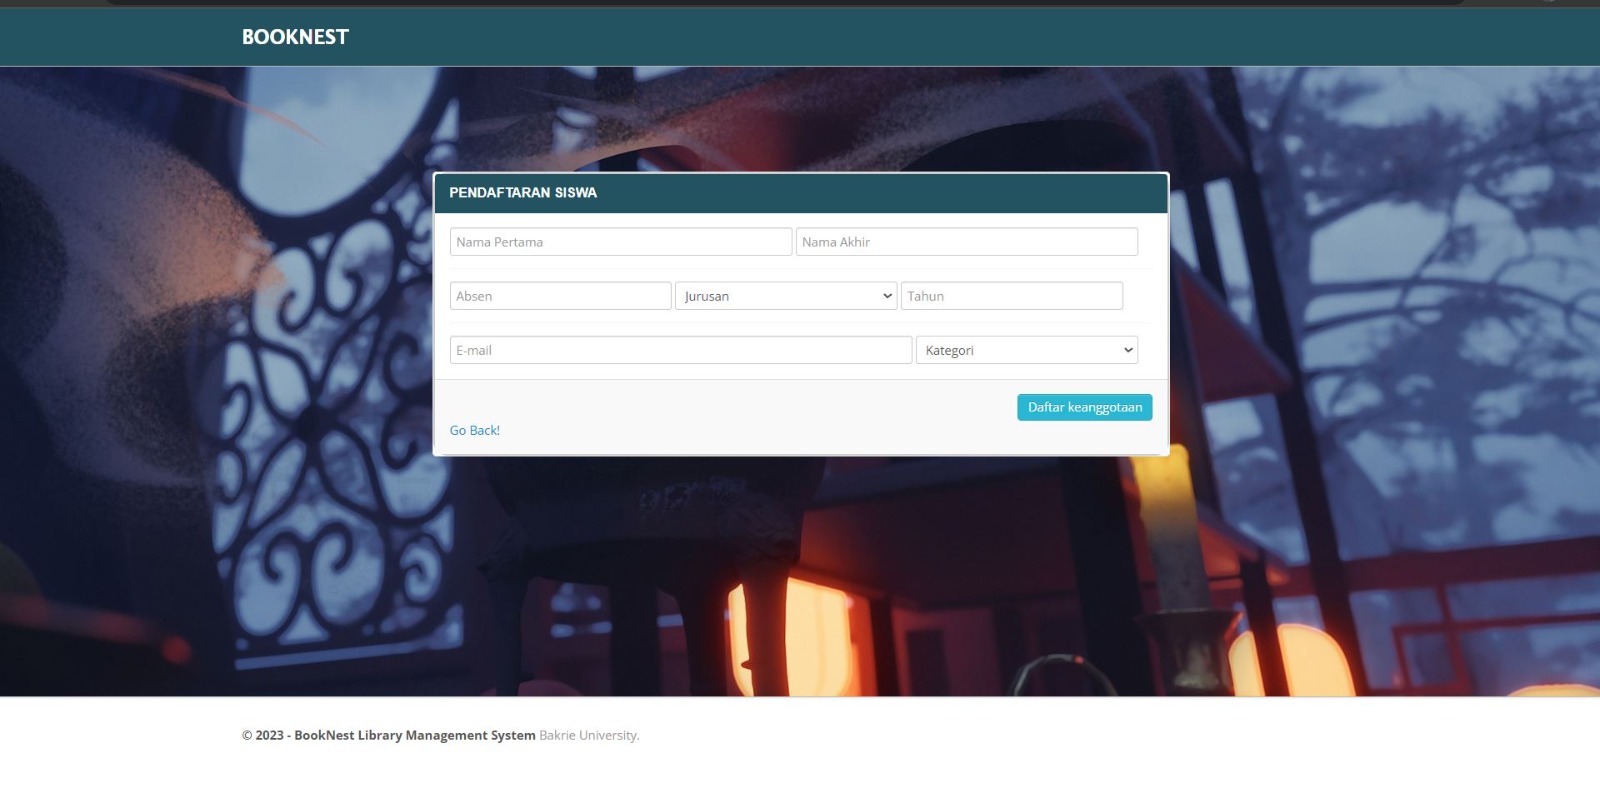 BOOKNEST
PENDAFTARAN SISWA
Nama Pertama Nama Akhir
Absen Jurusan Tahun
E-mail Kategori
Daftar keanggotaan
Go Back!
© 2023 - BookNest Library Management System Bakrie University.